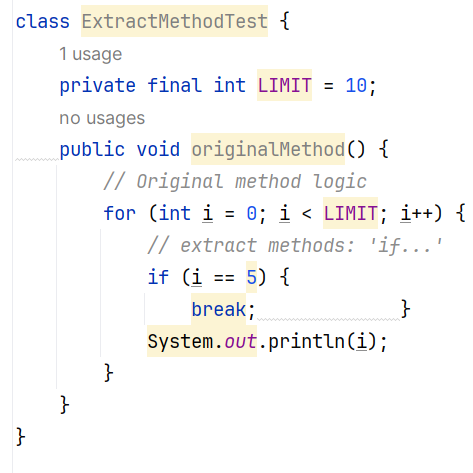 class ExtractMethodTest {
1 usage
private final int LIMIT = 10;
no usages
public void originalMethod() {
// Original method logic
for (int i = 0; i < LIMIT; i++) {
// extract methods: 'if...'
if (i == 5) {
break; }
System.out.println(i);
}
}
}